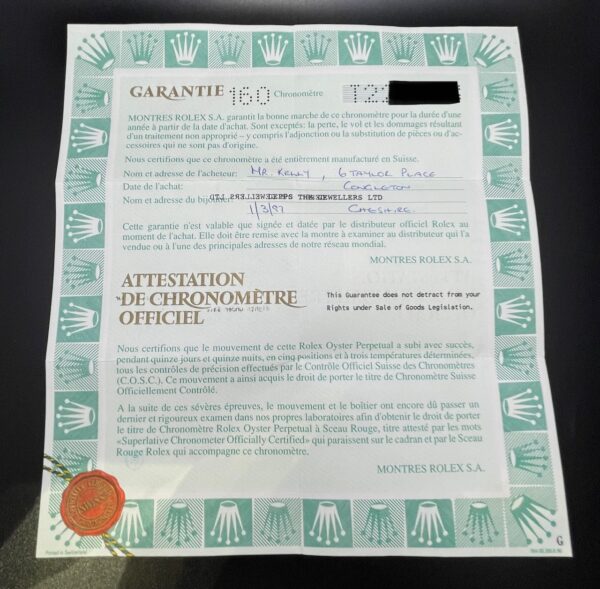 GARANTIE 160 Chronomètre T22
MONTRES ROLEX S.A. garantit la bonne marche de ce chronomètre pour la durée d'une
année à partir de la date d'achat. Sont exceptés: la perte, le vol et les dommages résultant
d'un traitement non approprié – y compris l'adjonction ou la substitution de pièces ou d'ac-
cessoires qui ne sont pas d'origine.
Nous certifions que ce chronomètre a été entièrement manufacturé en Suisse.
Nom et adresse de l'acheteur: MR. KELLY, 6 TAYLOR PLACE
Date de l'achat: CONGLETON
Nom et adresse du JEWELLERS LTD
1/3/97 CHESHIRE.
Cette garantie n'est valable que signée et datée par le distributeur officiel Rolex au
moment de l'achat. Elle doit être remise avec la montre à examiner au distributeur qui l'a
vendue ou à l'une des principales adresses de notre réseau mondial.
MONTRES ROLEX S.A.
ATTESTATION
DE CHRONOMÈTRE
OFFICIEL
This Guarantee does not detract from your
Rights under Sale of Goods Legislation.
Nous certifions que le mouvement de cette Rolex Oyster Perpetual a subi avec succès,
pendant quinze jours et quinze nuits, en cinq positions et à trois températures déterminées,
tous les contrôles de précision effectués par le Contrôle Officiel Suisse des Chronomètres
(C.O.S.C.). Ce mouvement a ainsi acquis le droit de porter le titre de Chronomètre Suisse
Officiellement Contrôlé.
A la suite de ces sévères épreuves, le mouvement et le boîtier ont encore dû passer un
dernier et rigoureux examen dans nos propres laboratoires afin d'obtenir le droit de porter
le titre de Chronomètre Rolex Oyster Perpetual à Sceau Rouge, titre attesté par les mots
«Superlative Chronometer Officially Certified» qui paraissent sur le cadran et par le Sceau
Rouge Rolex qui accompagne ce chronomètre.
MONTRES ROLEX S.A.
Printed in Switzerland
G